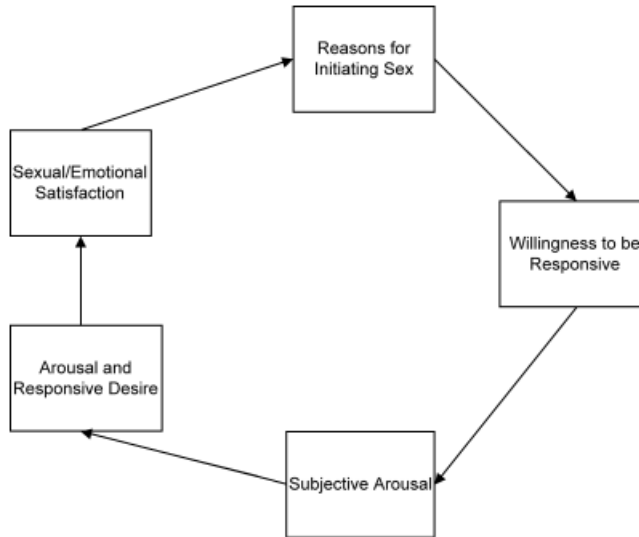 Reasons for
Initiating Sex
Willingness to be
Responsive
Subjective Arousal
Arousal and
Responsive Desire
Sexual/Emotional
Satisfaction